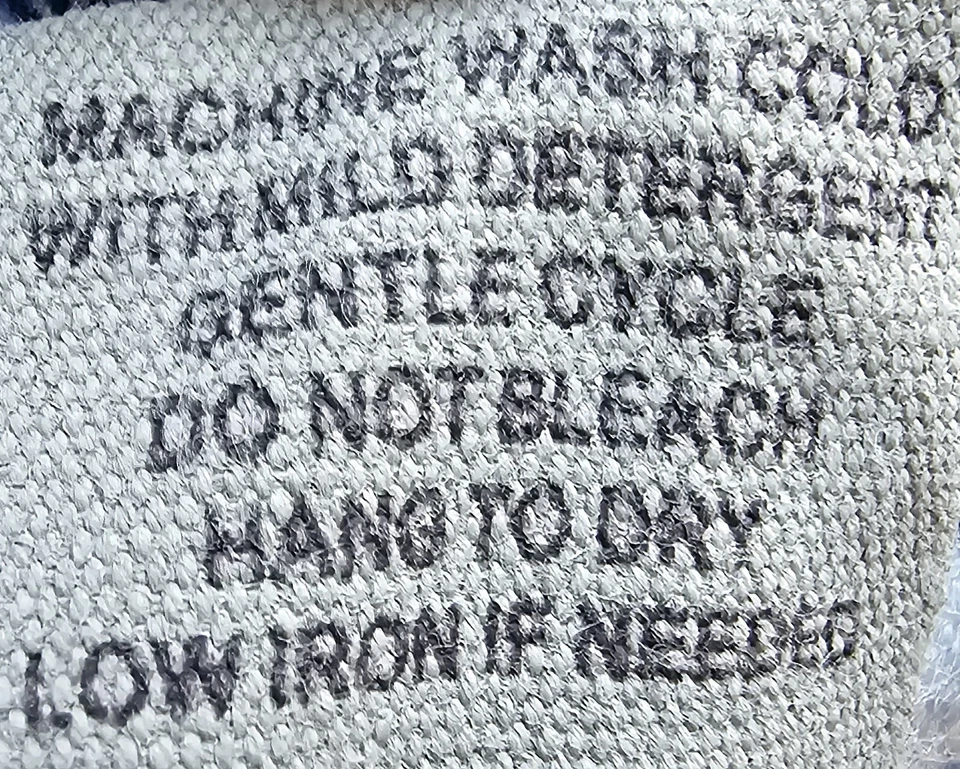 MACHINE WASH COLD
WITH MILD DETERGENT
GENTLE CYCLE
DO NOT BLEACH
HANG TO DRY
LOW IRON IF NEEDED